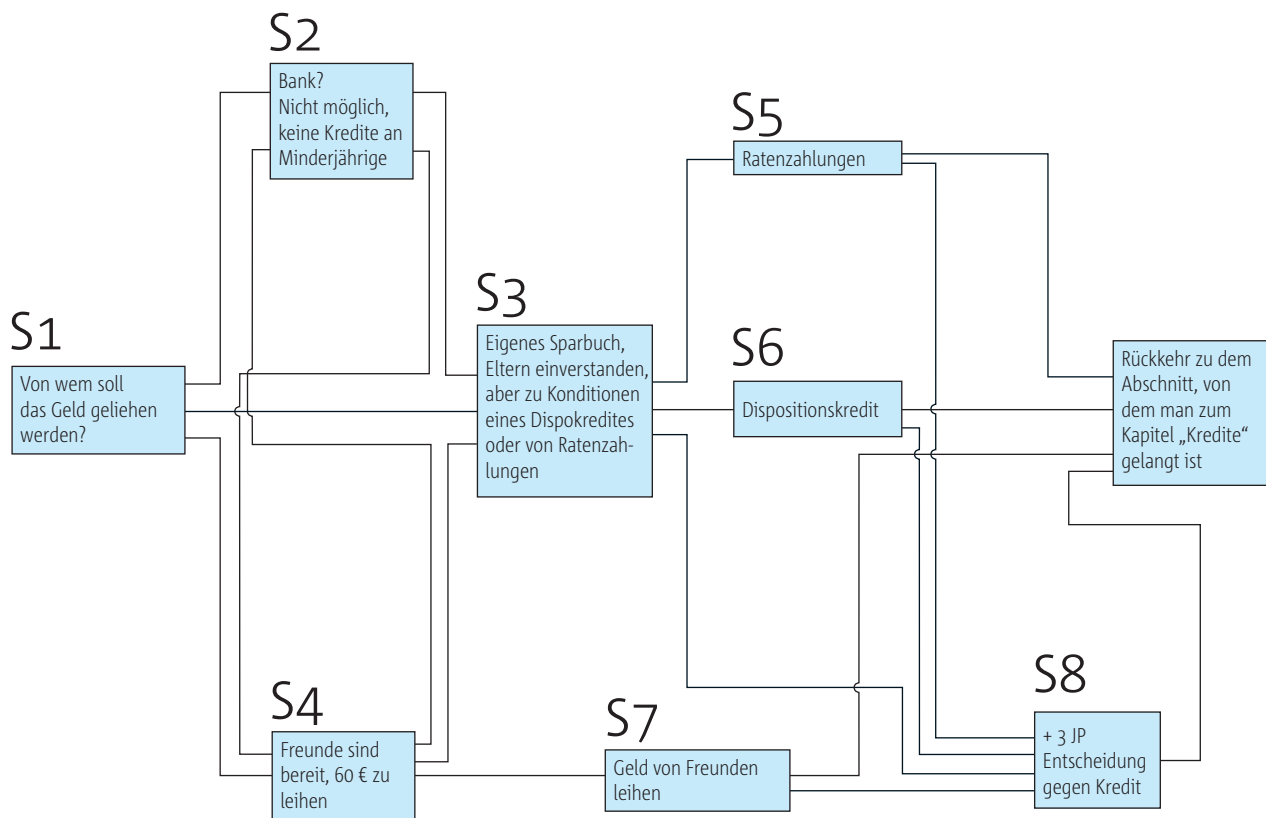 S1
Von wem soll
das Geld geliehen
werden?
S2
Bank?
Nicht möglich,
keine Kredite an
Minderjährige
S3
Eigenes Sparbuch,
Eltern einverstanden,
aber zu Konditionen
eines Dispokredites
oder von Ratenzah-
lungen
S4
Freunde sind
bereit, 60 € zu
leihen
S5
Ratenzahlungen
S6
Dispositionskredit
S7
Geld von Freunden
leihen
S8
+ 3 JP
Entscheidung
gegen Kredit
Rückkehr zu dem
Abschnitt, von
dem man zum
Kapitel „Kredite“
gelangt ist